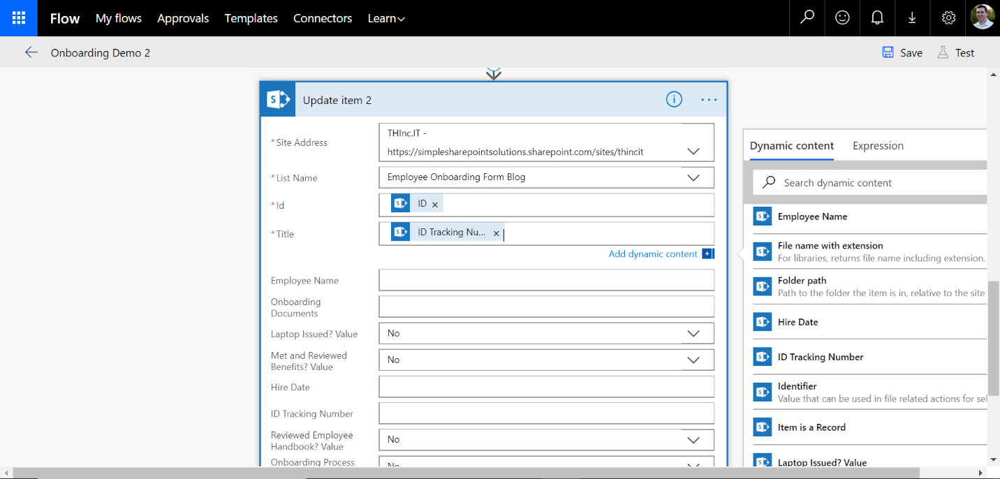 Flow My flows Approvals Templates Connectors Learn
Onboarding Demo 2
Save Test
Update item 2
* Site Address
THInc.IT -
https://simplesharepointsolutions.sharepoint.com/sites/thincit
* List Name
Employee Onboarding Form Blog
* Id
ID ×
* Title
ID Tracking Nu... ×
Add dynamic content +
Employee Name
Onboarding
Documents
Laptop Issued? Value
No
Met and Reviewed
Benefits? Value
No
Hire Date
ID Tracking Number
Reviewed Employee
Handbook? Value
No
Onboarding Process
No
Dynamic content Expression
Search dynamic content
Employee Name
File name with extension
For libraries, returns file name including extension.
Folder path
Path to the folder the item is in, relative to the site
Hire Date
ID Tracking Number
Identifier
Value that can be used in file related actions for sel
Item is a Record
Laptop Issued? Value